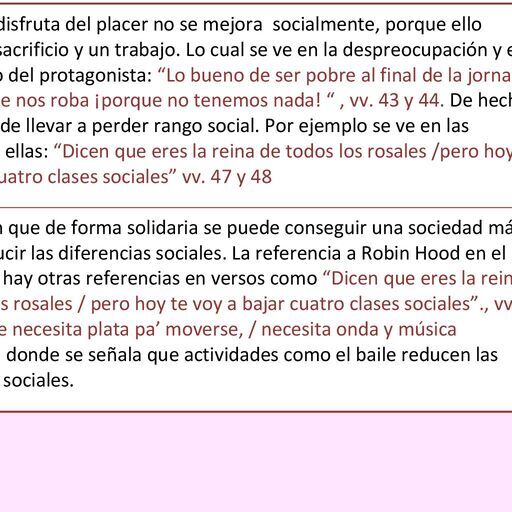 disfruta del placer no se mejora socialmente, porque ello
sacrificio y un trabajo. Lo cual se ve en la despreocupación y e
del protagonista: “Lo bueno de ser pobre al final de la jorna
e nos roba ¡porque no tenemos nada! “ , vv. 43 y 44. De hech
de llevar a perder rango social. Por ejemplo se ve en las
ellas: “Dicen que eres la reina de todos los rosales /pero hoy
uatro clases sociales” vv. 47 y 48
que de forma solidaria se puede conseguir una sociedad má
ucir las diferencias sociales. La referencia a Robin Hood en el
hay otras referencias en versos como “Dicen que eres la rein
s rosales / pero hoy te voy a bajar cuatro clases sociales”., vv
e necesita plata pa’ moverse, / necesita onda y música
donde se señala que actividades como el baile reducen las
sociales.